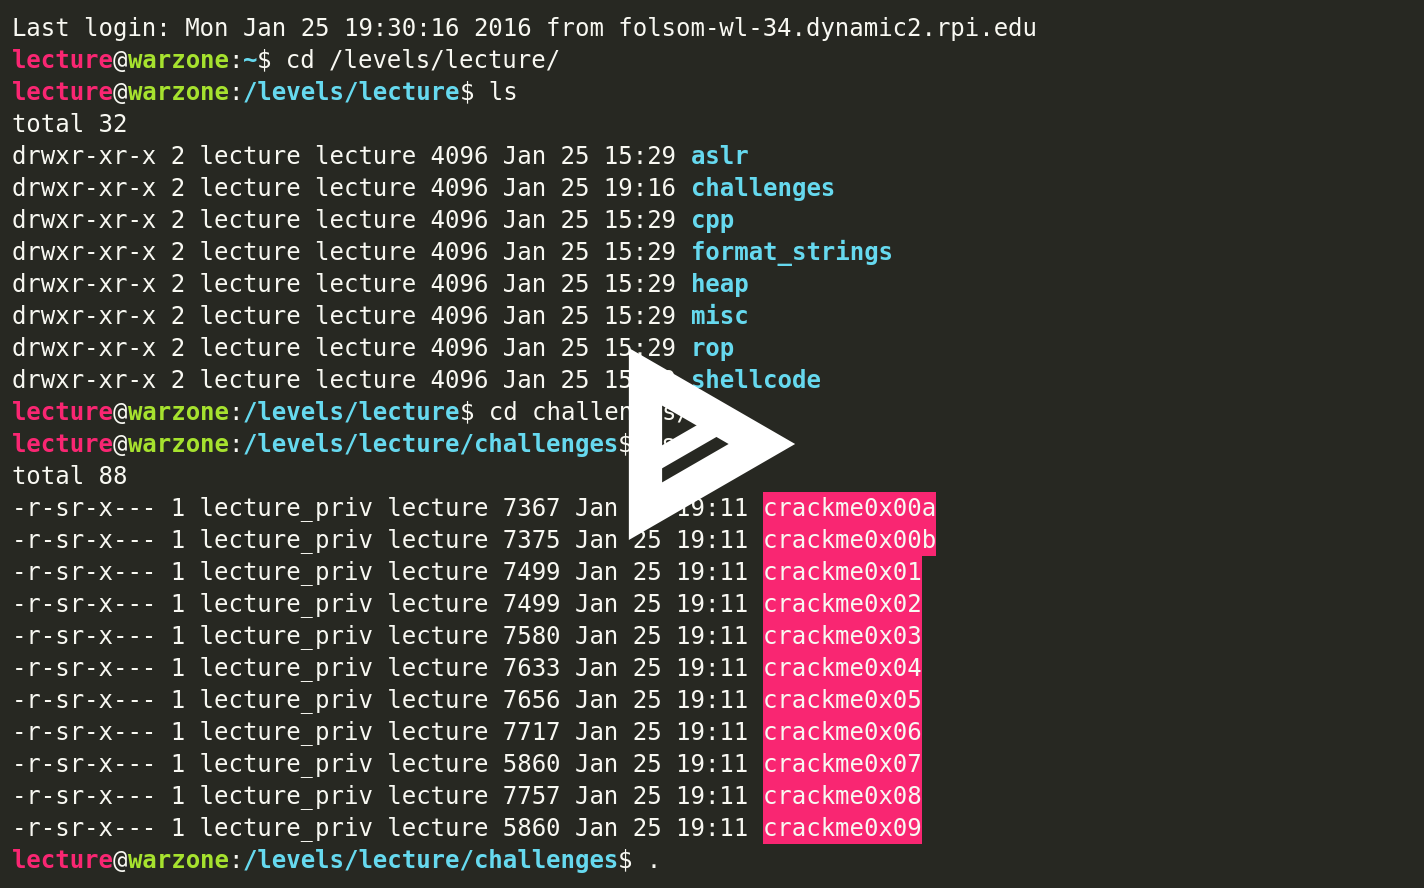 Last login: Mon Jan 25 19:30:16 2016 from folsom-wl-34.dynamic2.rpi.edu
lecture@warzone:~$ cd /levels/lecture/
lecture@warzone:/levels/lecture$ ls
total 32
drwxr-xr-x 2 lecture lecture 4096 Jan 25 15:29 aslr
drwxr-xr-x 2 lecture lecture 4096 Jan 25 19:16 challenges
drwxr-xr-x 2 lecture lecture 4096 Jan 25 15:29 cpp
drwxr-xr-x 2 lecture lecture 4096 Jan 25 15:29 format_strings
drwxr-xr-x 2 lecture lecture 4096 Jan 25 15:29 heap
drwxr-xr-x 2 lecture lecture 4096 Jan 25 15:29 misc
drwxr-xr-x 2 lecture lecture 4096 Jan 25 15:29 rop
drwxr-xr-x 2 lecture lecture 4096 Jan 25 shellcode
lecture@warzone:/levels/lecture$ cd
lecture@warzone:/levels/lecture/challenges$
total 88
-r-sr-x--- 1 lecture_priv lecture 7367 Jan 19:11 crackme0x00a
-r-sr-x--- 1 lecture_priv lecture 7375 Jan 25 19:11 crackme0x00b
-r-sr-x--- 1 lecture_priv lecture 7499 Jan 25 19:11 crackme0x01
-r-sr-x--- 1 lecture_priv lecture 7499 Jan 25 19:11 crackme0x02
-r-sr-x--- 1 lecture_priv lecture 7580 Jan 25 19:11 crackme0x03
-r-sr-x--- 1 lecture_priv lecture 7633 Jan 25 19:11 crackme0x04
-r-sr-x--- 1 lecture_priv lecture 7656 Jan 25 19:11 crackme0x05
-r-sr-x--- 1 lecture_priv lecture 7717 Jan 25 19:11 crackme0x06
-r-sr-x--- 1 lecture_priv lecture 5860 Jan 25 19:11 crackme0x07
-r-sr-x--- 1 lecture_priv lecture 7757 Jan 25 19:11 crackme0x08
-r-sr-x--- 1 lecture_priv lecture 5860 Jan 25 19:11 crackme0x09
lecture@warzone:/levels/lecture/challenges$ .